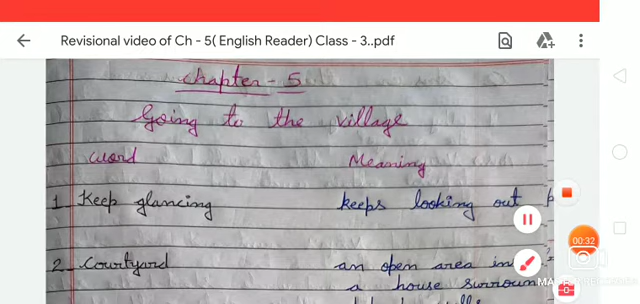 Revisional video of Ch - 5( English Reader) Class - 3..pdf
Chapter - 5
Going to the village
word Meaning
1 Keep glancing keeps looking out
00:32
2 Courtyard an open area in
a house surroun